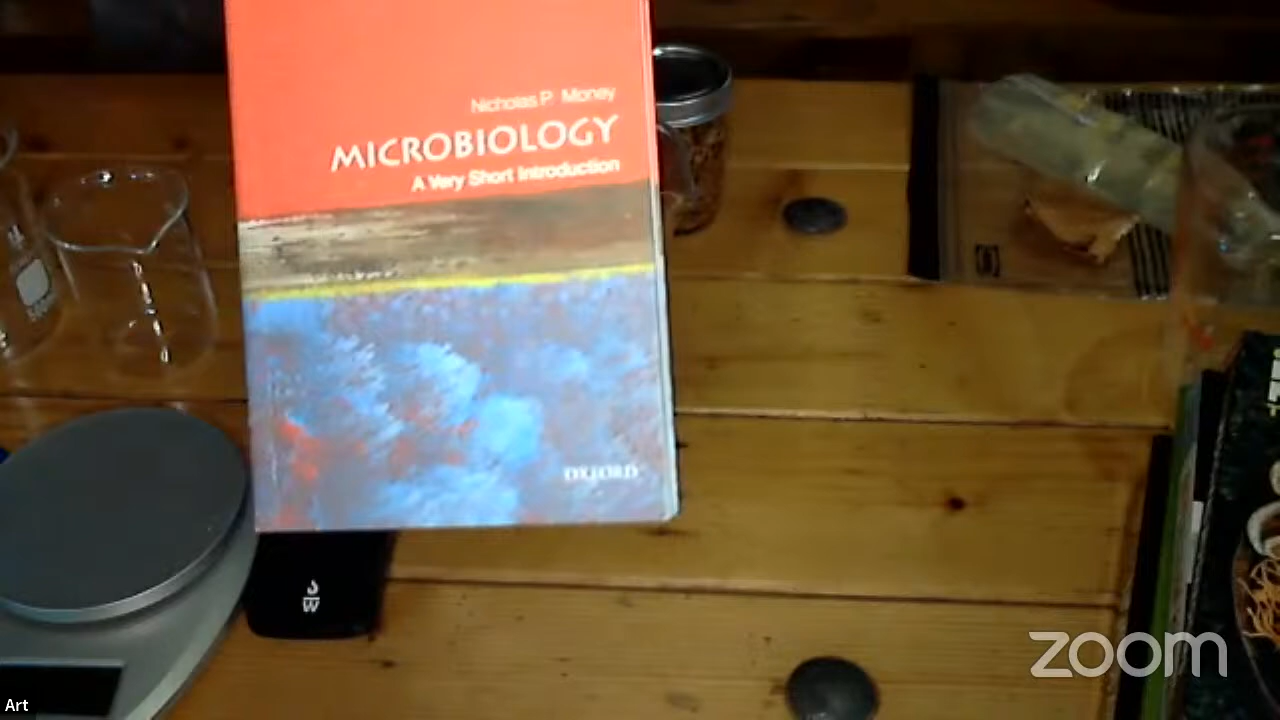 Nicholas P. Money
MICROBIOLOGY
A Very Short Introduction
OXFORD
zoom
Art